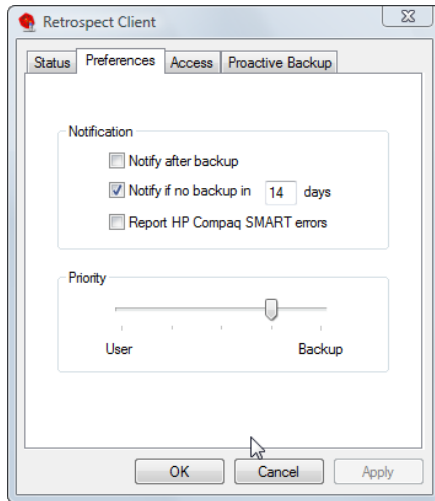 Retrospect Client
Status Preferences Access Proactive Backup
Notification
Notify after backup
Notify if no backup in 14 days
Report HP Compaq SMART errors
Priority
User Backup
OK Cancel Apply